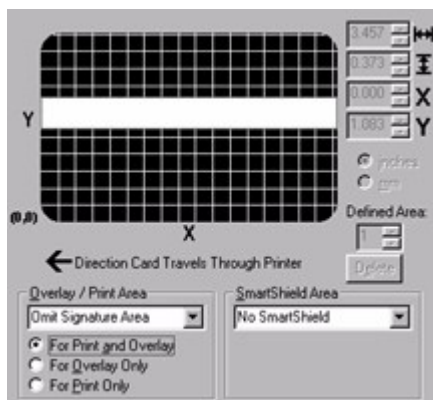 3.457
0.373
0.000 X
Y 1.083 Y
inches
mm
(0,0)
X
Defined Area:
1
Direction Card Travels Through Printer
Delete
Overlay / Print Area
SmartShield Area
Omit Signature Area
No SmartShield
For Print and Overlay
For Overlay Only
For Print Only